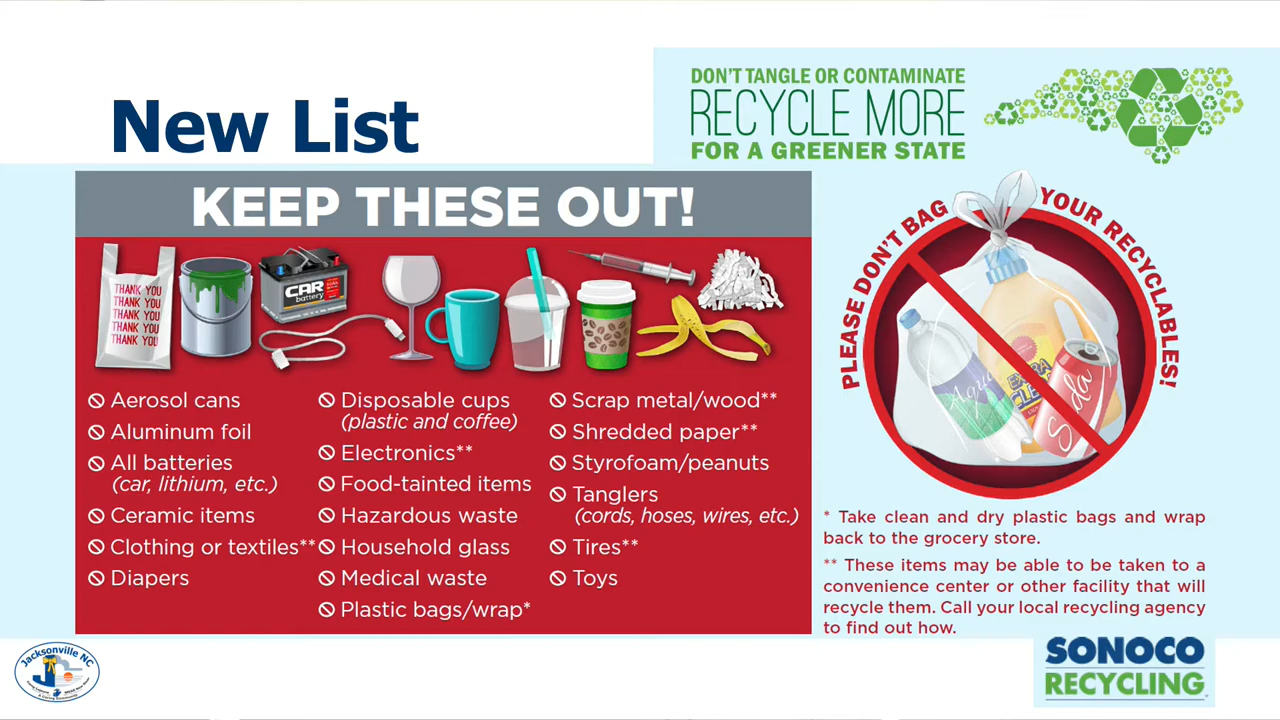 New List
DON'T TANGLE OR CONTAMINATE
RECYCLE MORE
FOR A GREENER STATE
KEEP THESE OUT!
THANK YOU
THANK YOU
THANK YOU
THANK YOU
THANK YOU
CAR
battery
Aerosol cans
Aluminum foil
All batteries
(car, lithium, etc.)
Ceramic items
Clothing or textiles**
Diapers
Disposable cups
(plastic and coffee)
Electronics**
Food-tainted items
Hazardous waste
Household glass
Medical waste
Plastic bags/wrap*
Scrap metal/wood**
Shredded paper**
Styrofoam/peanuts
Tanglers
(cords, hoses, wires, etc.)
Tires**
Toys
PLEASE DON'T BAG YOUR RECYCLABLES!
Aqua
EXTRA
Soda
* Take clean and dry plastic bags and wrap
back to the grocery store.
** These items may be able to be taken to a
convenience center or other facility that will
recycle them. Call your local recycling agency
to find out how.
Jacksonville NC
A Caring Community
SONOCO
RECYCLING